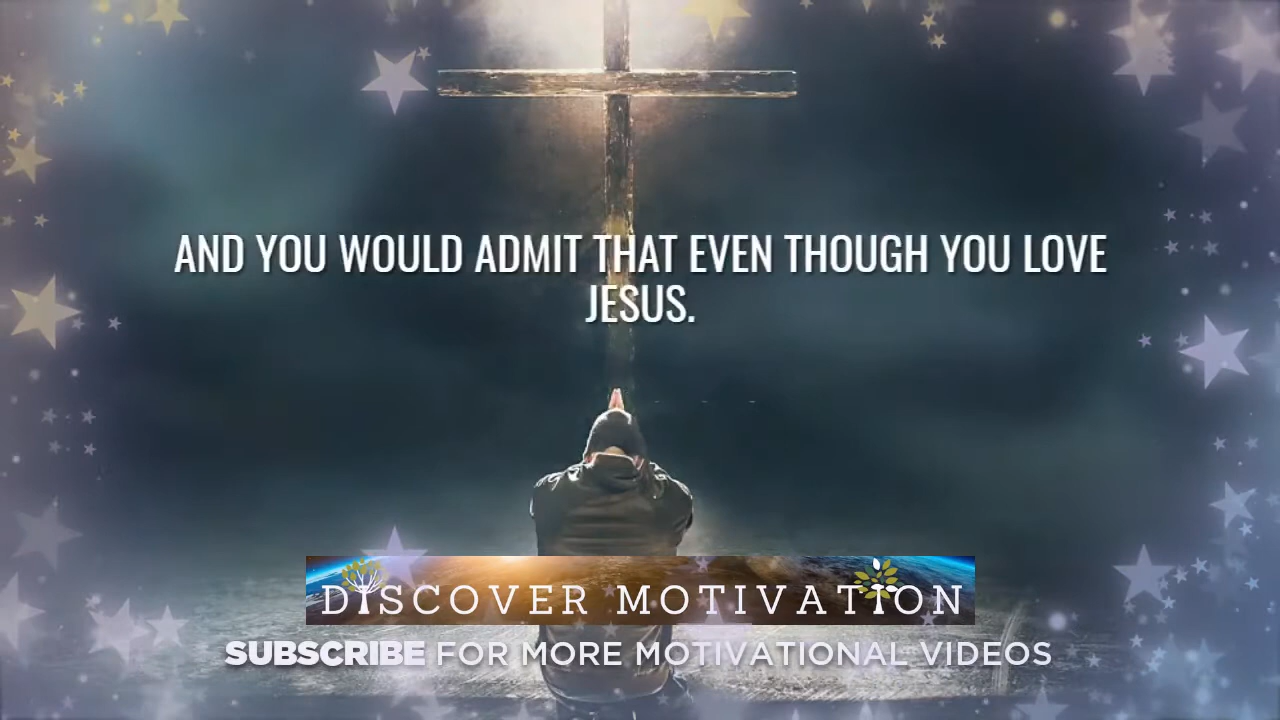 AND YOU WOULD ADMIT THAT EVEN THOUGH YOU LOVE
JESUS.
DISCOVER MOTIVATION
SUBSCRIBE FOR MORE MOTIVATIONAL VIDEOS